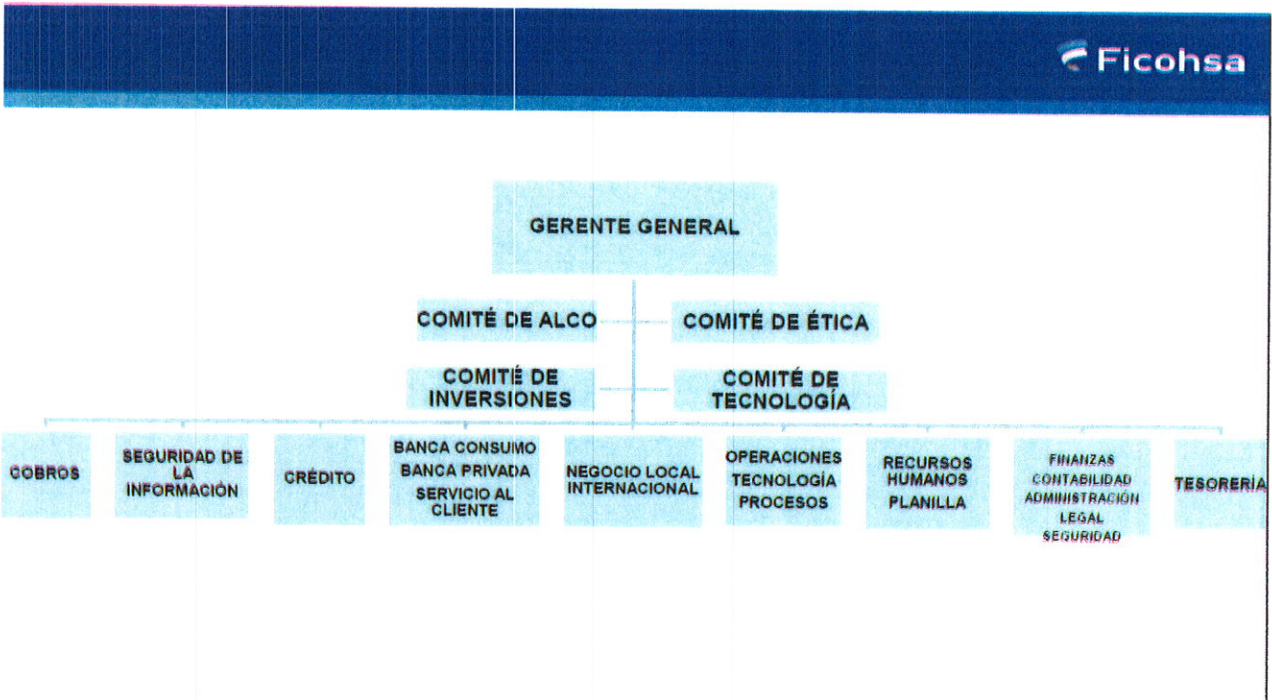 Ficohsa
GERENTE GENERAL
COMITÉ DE ALCO
COMITÉ DE ÉTICA
COMITÉ DE
INVERSIONES
COMITÉ DE
TECNOLOGÍA
COBROS
SEGURIDAD DE
LA
INFORMACIÓN
CRÉDITO
BANCA CONSUMO
BANCA PRIVADA
SERVICIO AL
CLIENTE
NEGOCIO LOCAL
INTERNACIONAL
OPERACIONES
TECNOLOGÍA
PROCESOS
RECURSOS
HUMANOS
PLANILLA
FINANZAS
CONTABILIDAD
ADMINISTRACIÓN
LEGAL
SEGURIDAD
TESORERÍA